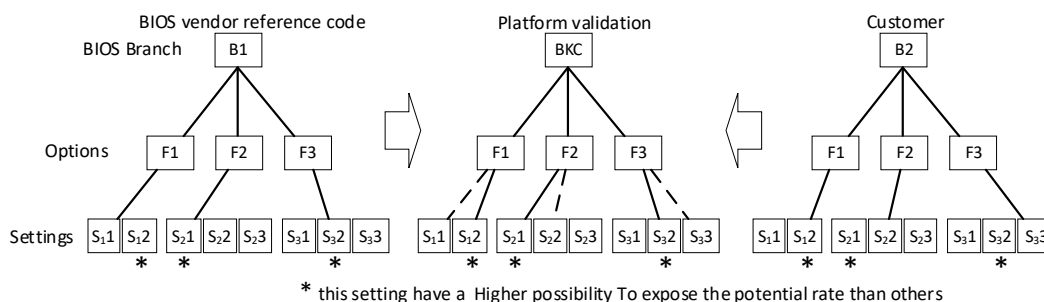 BIOS vendor reference code Platform validation Customer
BIOS Branch B1 BKC B2
Options F1 F2 F3 F1 F2 F3 F1 F2 F3
Settings S₁1 S₁2 S₂1 S₂2 S₂3 S₃1 S₃2 S₃3 S₁1 S₁2 S₂1 S₂2 S₂3 S₃1 S₃2 S₃3 S₁1 S₁2 S₂1 S₂2 S₂3 S₃1 S₃2 S₃3
* * * * * * * * *
* this setting have a Higher possibility To expose the potential rate than others